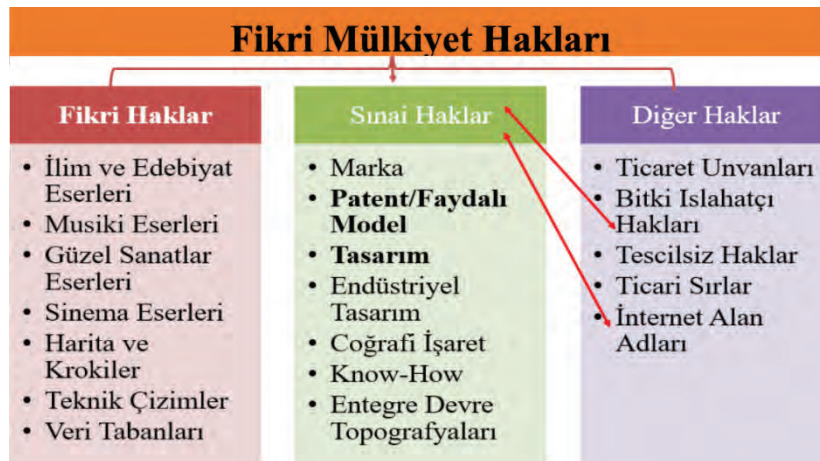 Fikri Mülkiyet Hakları
Fikri Haklar
• İlim ve Edebiyat
Eserleri
• Musiki Eserleri
• Güzel Sanatlar
Eserleri
• Sinema Eserleri
• Harita ve
Krokiler
• Teknik Çizimler
• Veri Tabanları
Sınai Haklar
• Marka
• Patent/Faydalı
Model
• Tasarım
• Endüstriyel
Tasarım
• Coğrafi İşaret
• Know-How
• Entegre Devre
Topografyaları
Diğer Haklar
• Ticaret Unvanları
• Bitki Islahatçı
Hakları
• Tescilsiz Haklar
• Ticari Sırlar
• İnternet Alan
Adları